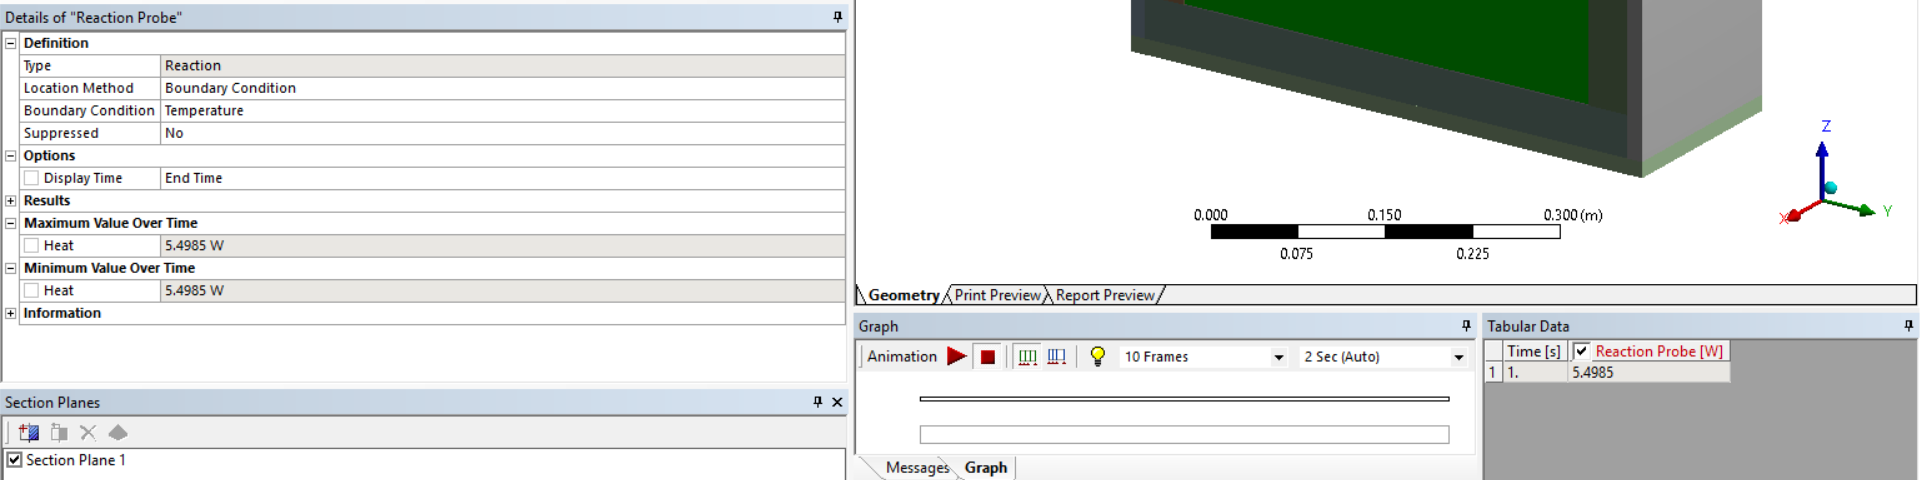 Details of "Reaction Probe"
Definition
Type Reaction
Location Method Boundary Condition
Boundary Condition Temperature
Suppressed No
Options
Display Time End Time
Results
Maximum Value Over Time
Heat 5.4985 W
Minimum Value Over Time
Heat 5.4985 W
Information
Section Planes
Section Plane 1
Z
Y
X
0.000 0.150 0.300 (m)
0.075 0.225
Geometry Print Preview Report Preview
Graph
Animation 10 Frames 2 Sec (Auto)
Messages Graph
Tabular Data
Time [s] Reaction Probe [W]
1 1. 5.4985